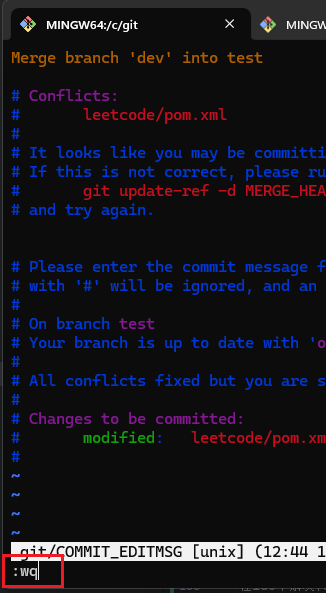 MINGW64:/c/git
MINGW
Merge branch 'dev' into test
# Conflicts:
#       leetcode/pom.xml
#
# It looks like you may be committi
# If this is not correct, please ru
#       git update-ref -d MERGE_HEA
# and try again.
# Please enter the commit message f
# with '#' will be ignored, and an
#
# On branch test
# Your branch is up to date with 'o
#
# All conflicts fixed but you are s
#
# Changes to be committed:
#       modified:   leetcode/pom.xm
#
~
~
~
~
.git/COMMIT_EDITMSG [unix] (12:44 1
:wq